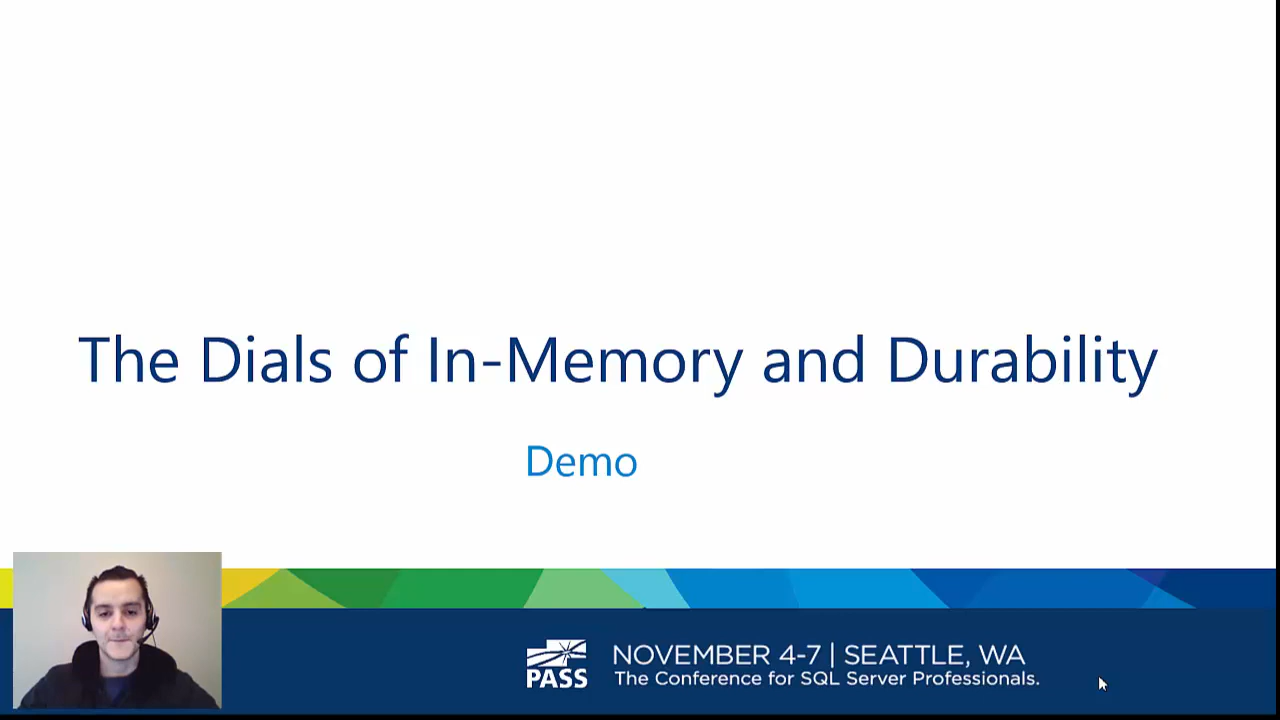 The Dials of In-Memory and Durability
Demo
PASS
NOVEMBER 4-7 | SEATTLE, WA
The Conference for SQL Server Professionals.